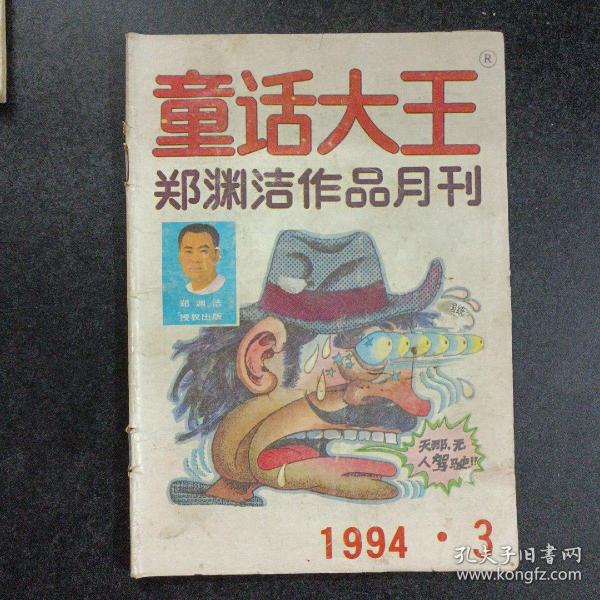 童话大王
®
郑渊洁作品月刊
郑渊洁
授权出版
天那,无
人驾驶!!
1994·3
孔夫子旧书网
www.kongfz.com